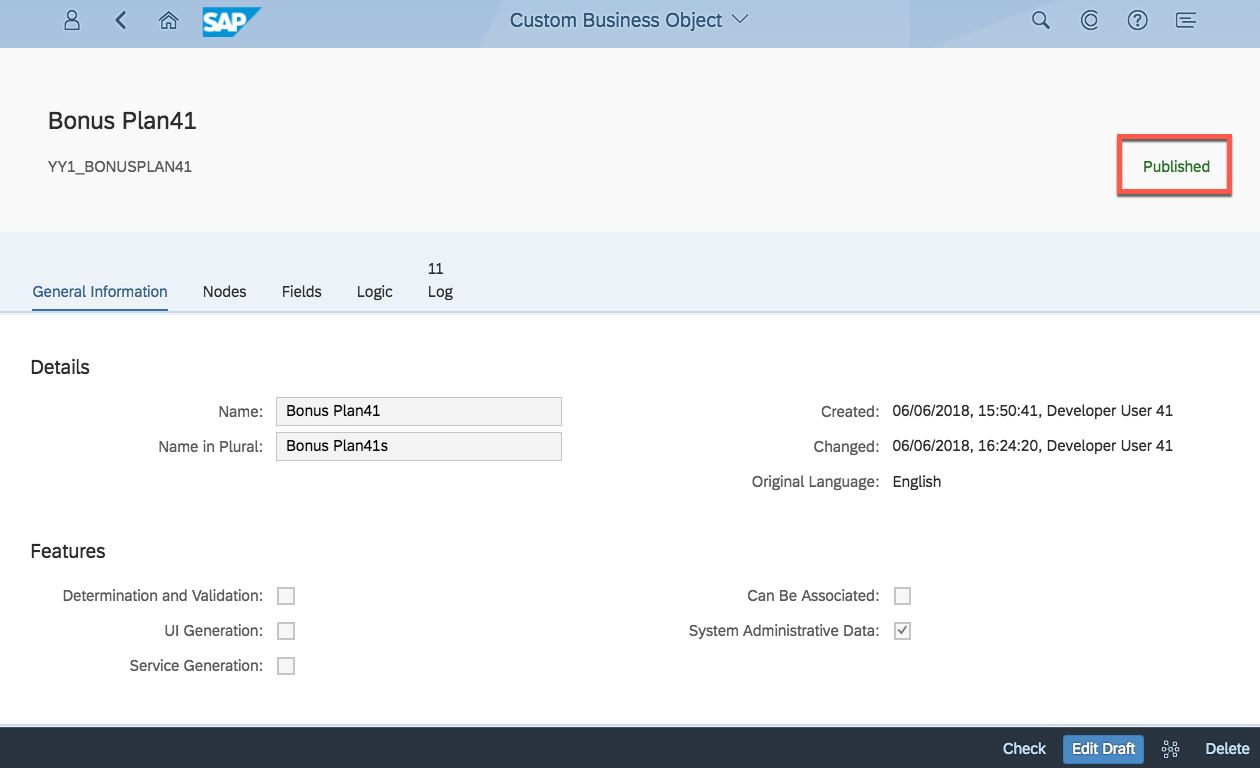 SAP
Custom Business Object
Bonus Plan41
YY1_BONUSPLAN41
Published
11
General Information Nodes Fields Logic Log
Details
Name: Bonus Plan41 Created: 06/06/2018, 15:50:41, Developer User 41
Name in Plural: Bonus Plan41s Changed: 06/06/2018, 16:24:20, Developer User 41
Original Language: English
Features
Determination and Validation: Can Be Associated:
UI Generation: System Administrative Data:
Service Generation:
Check Edit Draft Delete